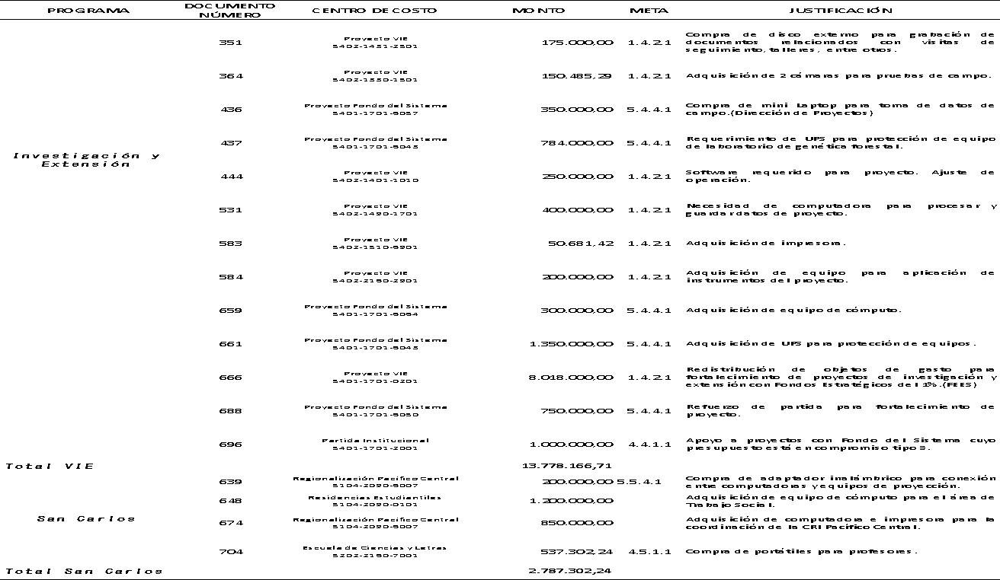 PROGRAMA DOCUMENTO NÚMERO CENTRO DE COSTO MONTO META JUSTIFICACIÓN
Investigación y Extensión
351 Proyecto VIE 175.000,00 1.4.2.1 Compra de disco externo para grabación de
5402-1431-2301 documentos relacionados con visitas de
seguimiento, talleres, entre otros.
364 Proyecto VIE 150.485,29 1.4.2.1 Adquisición de 2 cámaras para pruebas de campo.
5402-1330-1301
436 Proyecto Fondo del Sistema 350.000,00 5.4.4.1 Compra de mini Laptop para toma de datos de
5401-1701-6037 campo.(Dirección de Proyectos)
437 Proyecto Fondo del Sistema 784.000,00 5.4.4.1 Requerimiento de UPS para protección de equipo
5401-1701-6043 de laboratorio de genética forestal.
444 Proyecto VIE 250.000,00 1.4.2.1 Software requerido para proyecto. Ajuste de
5402-1401-1010 operación.
531 Proyecto VIE 400.000,00 1.4.2.1 Necesidad de computadora para procesar y
5402-1490-1701 guardar datos de proyecto.
583 Proyecto VIE 50.681,42 1.4.2.1 Adquisición de impresora.
5402-1510-6901
584 Proyecto VIE 200.000,00 1.4.2.1 Adquisición de equipo para aplicación de
5402-2160-2901 instrumentos del proyecto.
659 Proyecto Fondo del Sistema 300.000,00 5.4.4.1 Adquisición de equipo de cómputo.
5401-1701-6064
661 Proyecto Fondo del Sistema 1.350.000,00 5.4.4.1 Adquisición de UPS para protección de equipos.
5401-1701-6043
666 Proyecto VIE 8.018.000,00 1.4.2.1 Redistribución de objetos de gasto para
5401-1701-0201 fortalecimiento de proyectos de investigación y
extensión con Fondos Estratégicos del 1%.(FEES)
688 Proyecto Fondo del Sistema 750.000,00 5.4.4.1 Refuerzo de partida para fortalecimiento de
5401-1701-6050 proyecto.
696 Partida Institucional 1.000.000,00 4.4.1.1 Apoyo a proyectos con Fondo del Sistema cuyo
5401-1701-2001 presupuesto está en compromiso tipo 3.
Total VIE 13.778.166,71
San Carlos
639 Regionalización Pacífico Central 200.000,00 5.5.4.1 Compra de adaptador inalámbrico para conexión
5104-2090-6007 entre computadoras y equipos de proyección.
648 Residencias Estudiantiles 1.200.000,00 Adquisición de equipo de cómputo para el área de
5104-2090-0101 Trabajo Social.
674 Regionalización Pacífico Central 850.000,00 Adquisición de computadora e impresora para la
5104-2090-6007 coordinación de la CRI Pacífico Central.
704 Escuela de Ciencias y Letras 537.302,24 4.5.1.1 Compra de portátiles para profesores.
5202-2160-7001
Total San Carlos 2.787.302,24